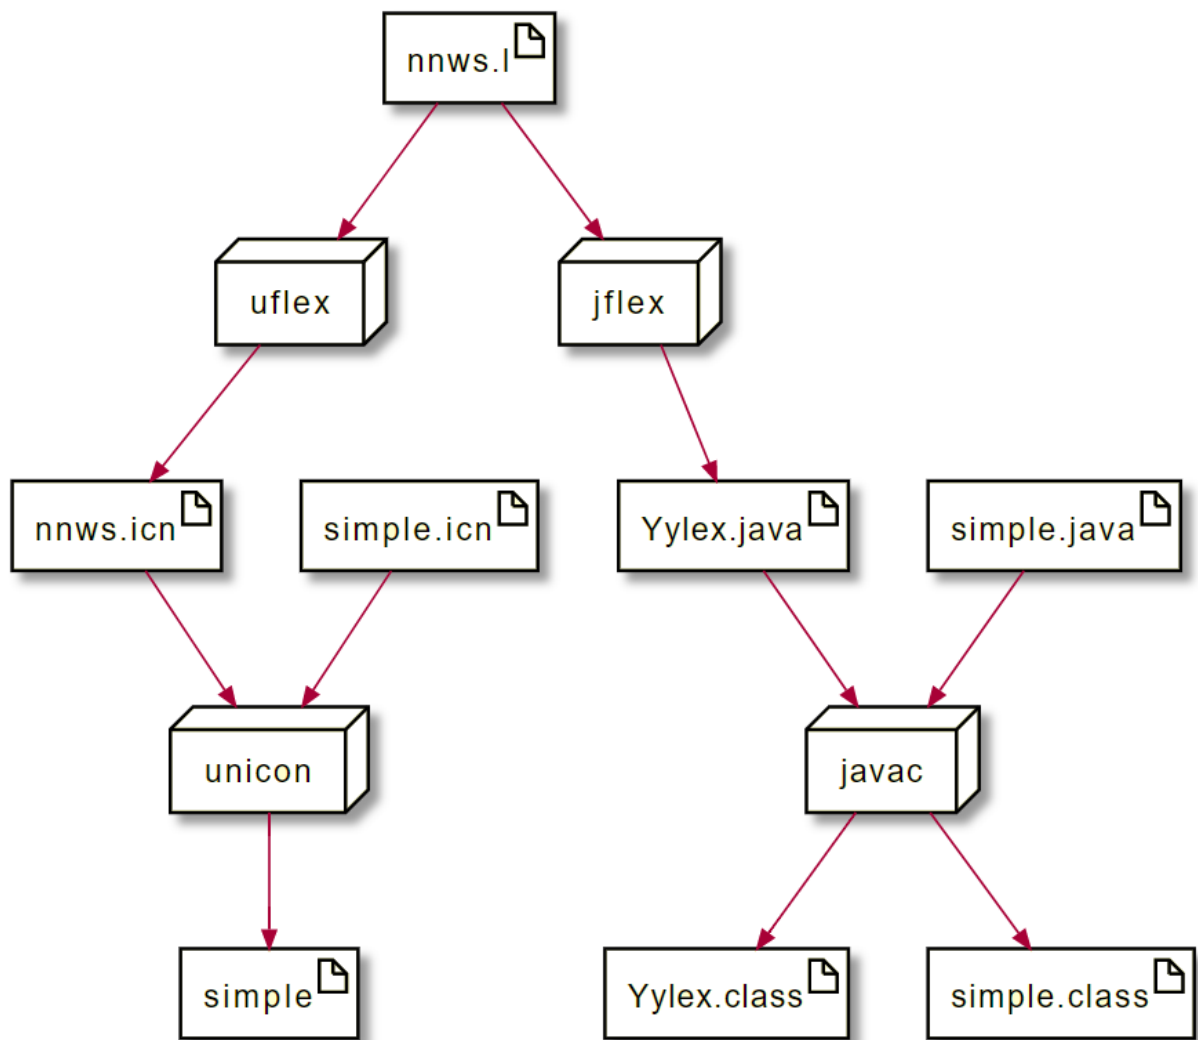 nnws.l
uflex
jflex
nnws.icn
simple.icn
Yylex.java
simple.java
unicon
javac
simple
Yylex.class
simple.class